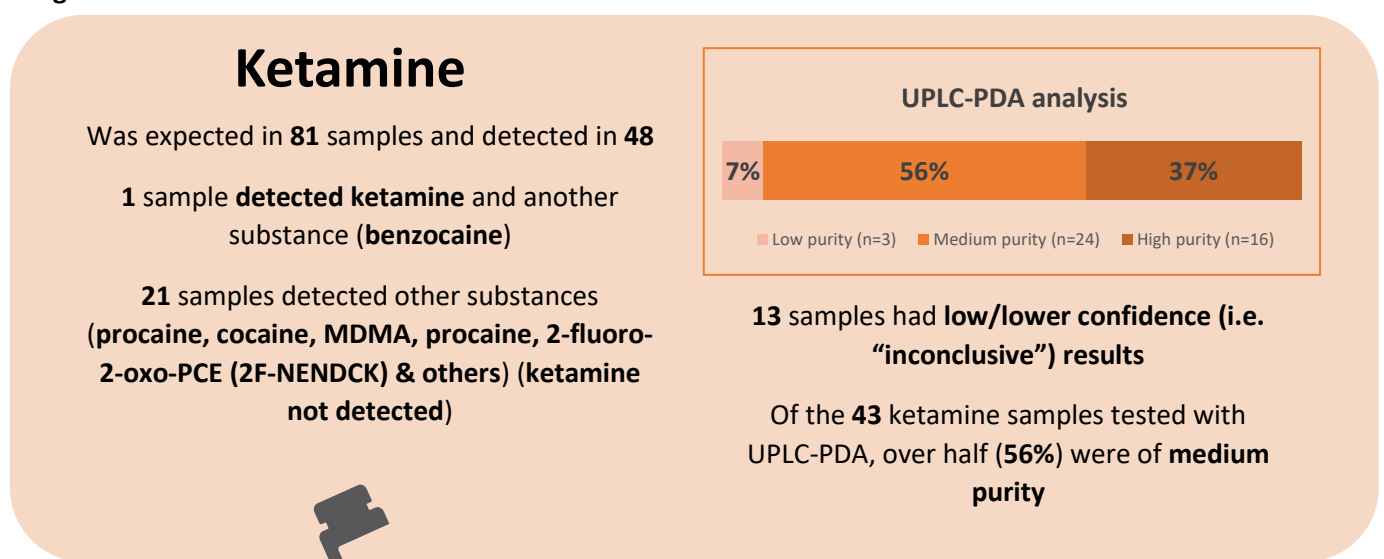 Ketamine
Was expected in 81 samples and detected in 48
1 sample detected ketamine and another
substance (benzocaine)
21 samples detected other substances
(procaine, cocaine, MDMA, procaine, 2-fluoro-
2-oxo-PCE (2F-NENDCK) & others) (ketamine
not detected)
UPLC-PDA analysis
7% 56% 37%
Low purity (n=3) Medium purity (n=24) High purity (n=16)
13 samples had low/lower confidence (i.e.
“inconclusive”) results
Of the 43 ketamine samples tested with
UPLC-PDA, over half (56%) were of medium
purity